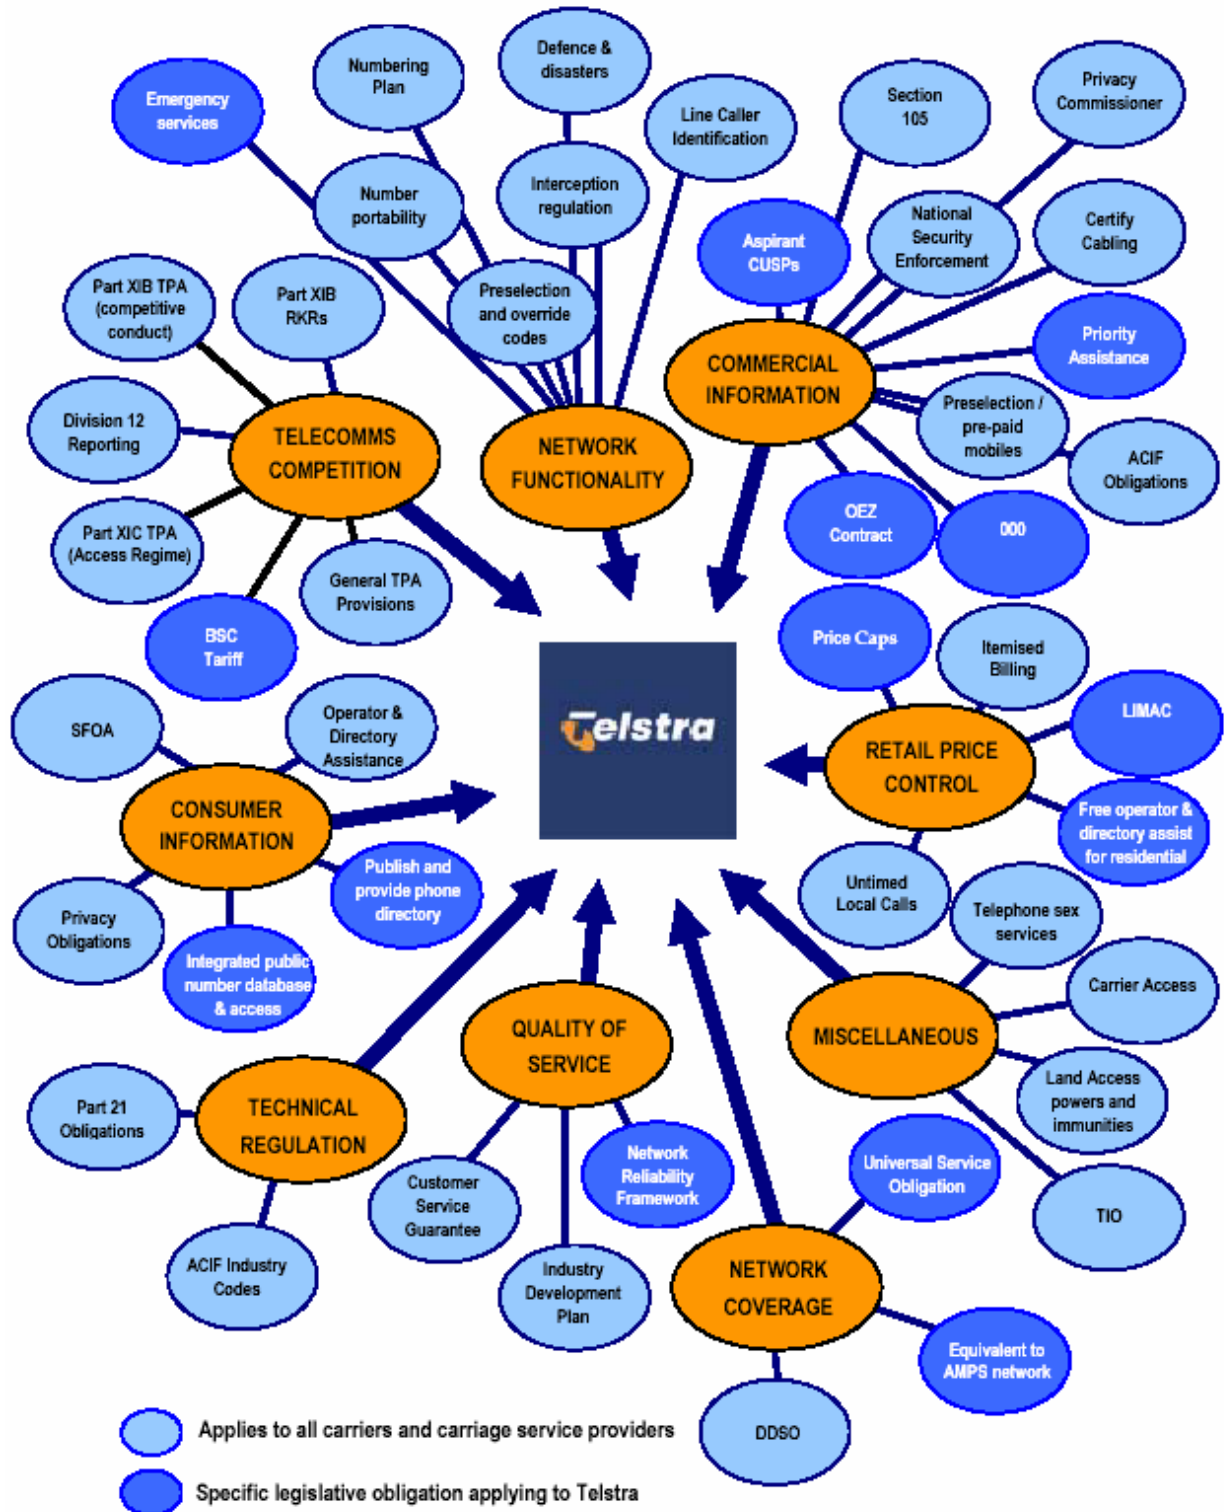 Defence &
disasters
Numbering
Plan
Emergency
services
Line Caller
Identification
Section
105
Privacy
Commissioner
Number
portability
Interception
regulation
Aspirant
CUSPs
National
Security
Enforcement
Certify
Cabling
Part XIB TPA
(competitive
conduct)
Part XIB
RKRs
Preselection
and override
codes
COMMERCIAL
INFORMATION
Priority
Assistance
Division 12
Reporting
TELECOMMS
COMPETITION
NETWORK
FUNCTIONALITY
Preselection /
pre-paid
mobiles
ACIF
Obligations
Part XIC TPA
(Access Regime)
General TPA
Provisions
OEZ
Contract
000
BSC
Tariff
Price Caps
Itemised
Billing
SFOA
Operator &
Directory
Assistance
Telstra
LIMAC
RETAIL PRICE
CONTROL
CONSUMER
INFORMATION
Free operator &
directory assist
for residential
Publish and
provide phone
directory
Untimed
Local Calls
Privacy
Obligations
Integrated public
number database
& access
Telephone sex
services
Carrier Access
QUALITY OF
SERVICE
MISCELLANEOUS
Land Access
powers and
immunities
Part 21
Obligations
TECHNICAL
REGULATION
Network
Reliability
Framework
Universal Service
Obligation
Customer
Service
Guarantee
TIO
ACIF Industry
Codes
Industry
Development
Plan
NETWORK
COVERAGE
Equivalent to
AMPS network
DDSO
Applies to all carriers and carriage service providers
Specific legislative obligation applying to Telstra